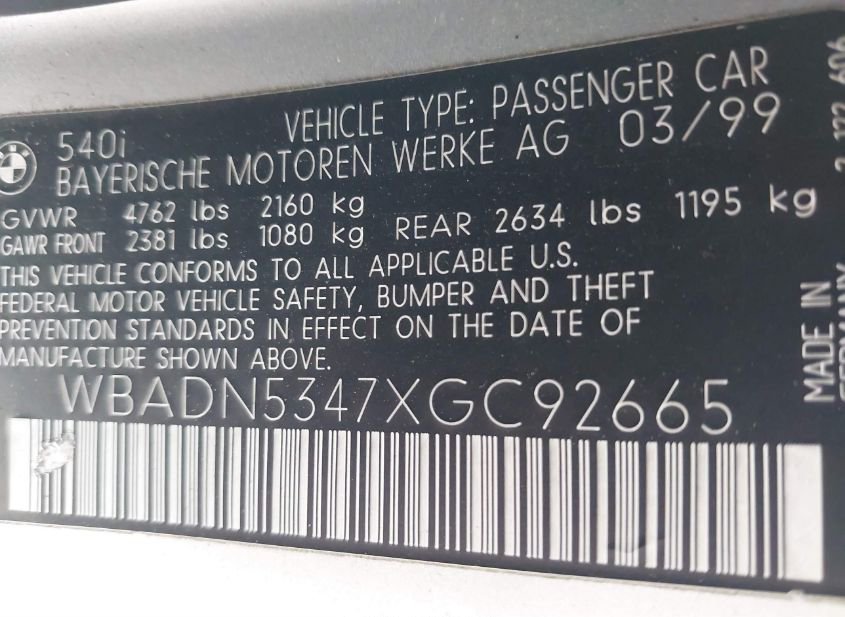 VEHICLE TYPE: PASSENGER CAR
540i
BAYERISCHE MOTOREN WERKE AG 03/99
GVWR 4762 lbs 2160 kg
GAWR FRONT 2381 lbs 1080 kg REAR 2634 lbs 1195 kg
THIS VEHICLE CONFORMS TO ALL APPLICABLE U.S.
FEDERAL MOTOR VEHICLE SAFETY, BUMPER AND THEFT
PREVENTION STANDARDS IN EFFECT ON THE DATE OF
MANUFACTURE SHOWN ABOVE.
WBADN5347XGC92665
MADE IN
GERMANY